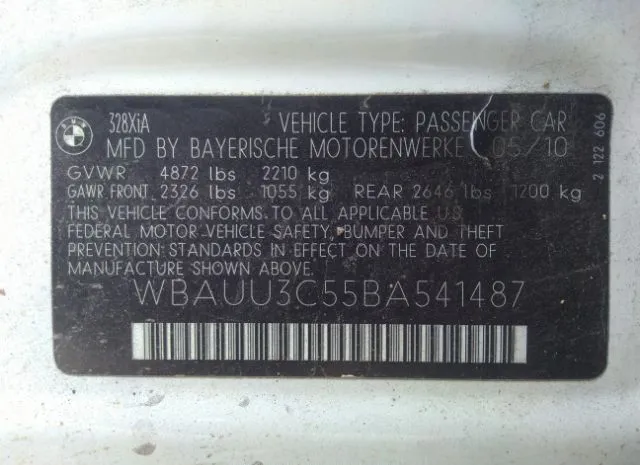 BMW
328XiA VEHICLE TYPE: PASSENGER CAR
MFD BY BAYERISCHE MOTORENWERKE 05/10
GVWR 4872 lbs 2210 kg
GAWR FRONT 2326 lbs 1055 kg REAR 2646 lbs 1200 kg
THIS VEHICLE CONFORMS TO ALL APPLICABLE U.S.
FEDERAL MOTOR VEHICLE SAFETY, BUMPER AND THEFT
PREVENTION STANDARDS IN EFFECT ON THE DATE OF
MANUFACTURE SHOWN ABOVE.
WBAUU3C55BA541487
2 122 606